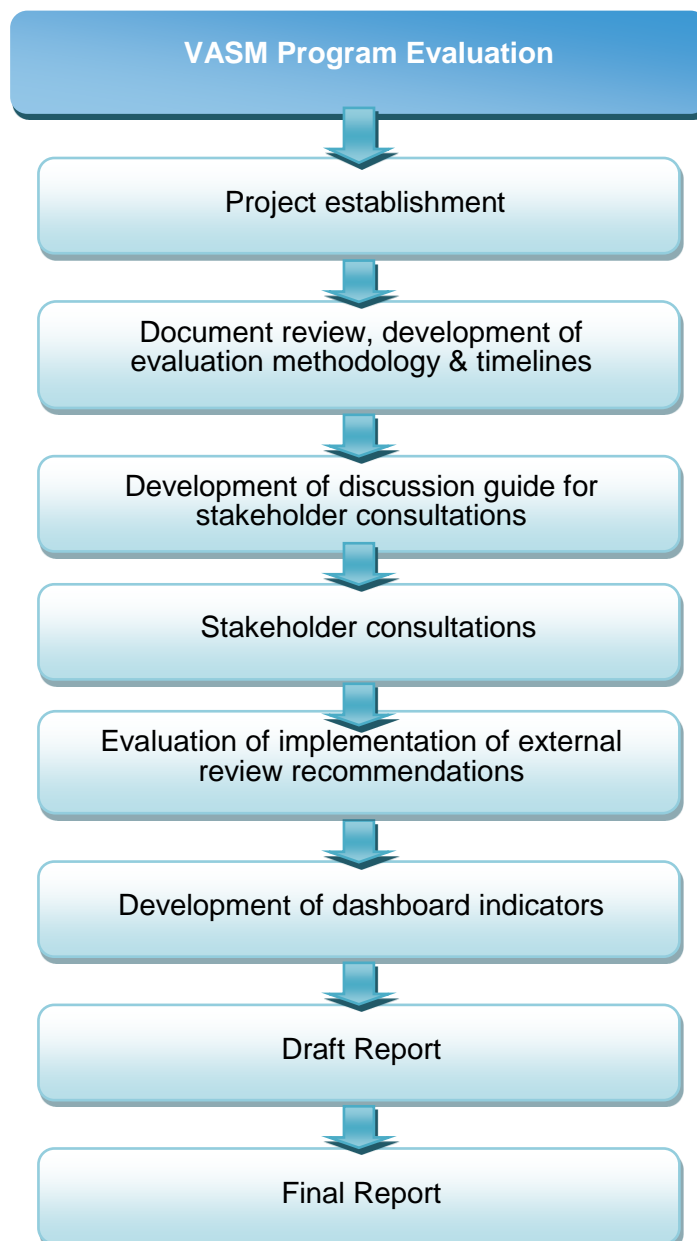 VASM Program Evaluation
Project establishment
Document review, development of
evaluation methodology & timelines
Development of discussion guide for
stakeholder consultations
Stakeholder consultations
Evaluation of implementation of external
review recommendations
Development of dashboard indicators
Draft Report
Final Report